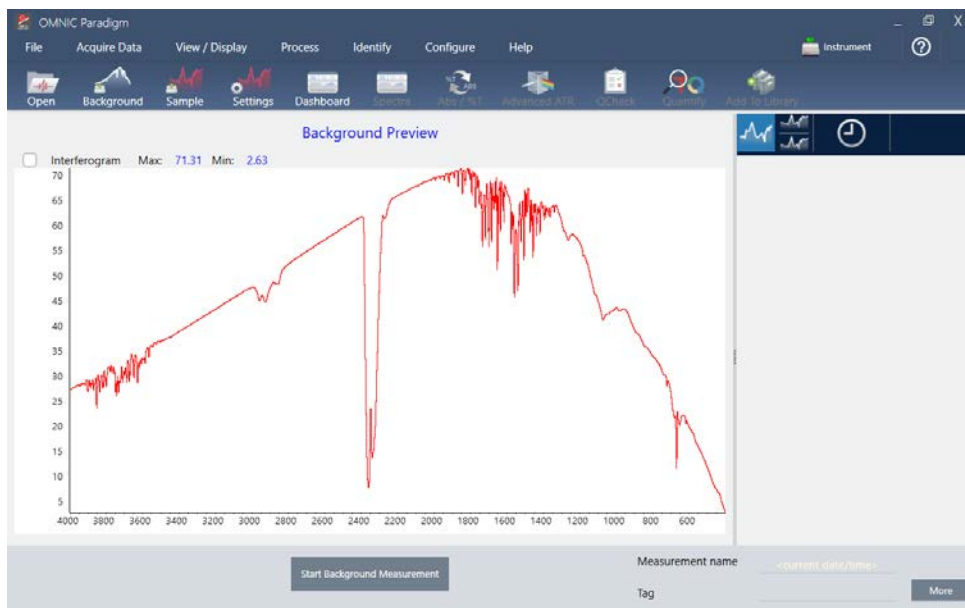 OMNIC Paradigm
File Acquire Data View / Display Process Identify Configure Help Instrument
Open Background Sample Settings Dashboard Spectra Abs / %T Advanced ATR QCheck Quantify Add To Library
Background Preview
Interferogram Max: 71.31 Min: 2.63
70
65
60
55
50
45
40
35
30
25
20
15
10
5
4000 3800 3600 3400 3200 3000 2800 2600 2400 2200 2000 1800 1600 1400 1200 1000 800 600
Start Background Measurement
Measurement name <current date/time>
Tag
More